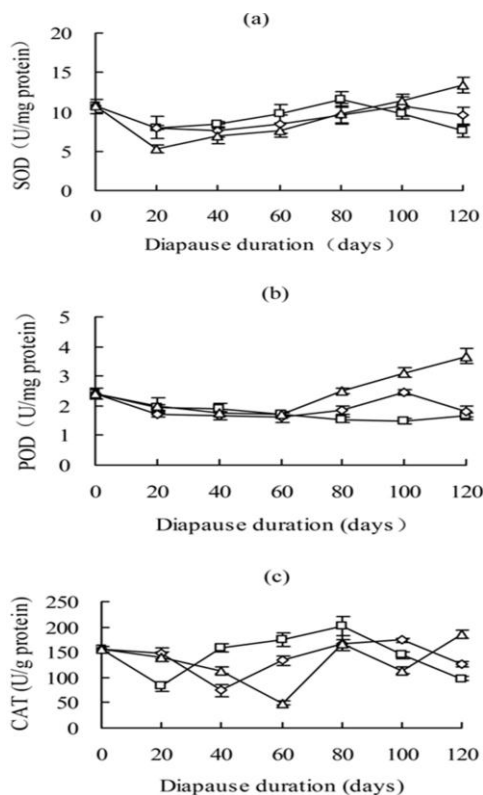 (a)
SOD (U/mg protein)
20
15
10
5
0
0 20 40 60 80 100 120
Diapause duration (days)
(b)
POD (U/mg protein)
5
4
3
2
1
0
0 20 40 60 80 100 120
Diapause duration (days)
(c)
CAT (U/g protein)
250
200
150
100
50
0
0 20 40 60 80 100 120
Diapause duration (days)